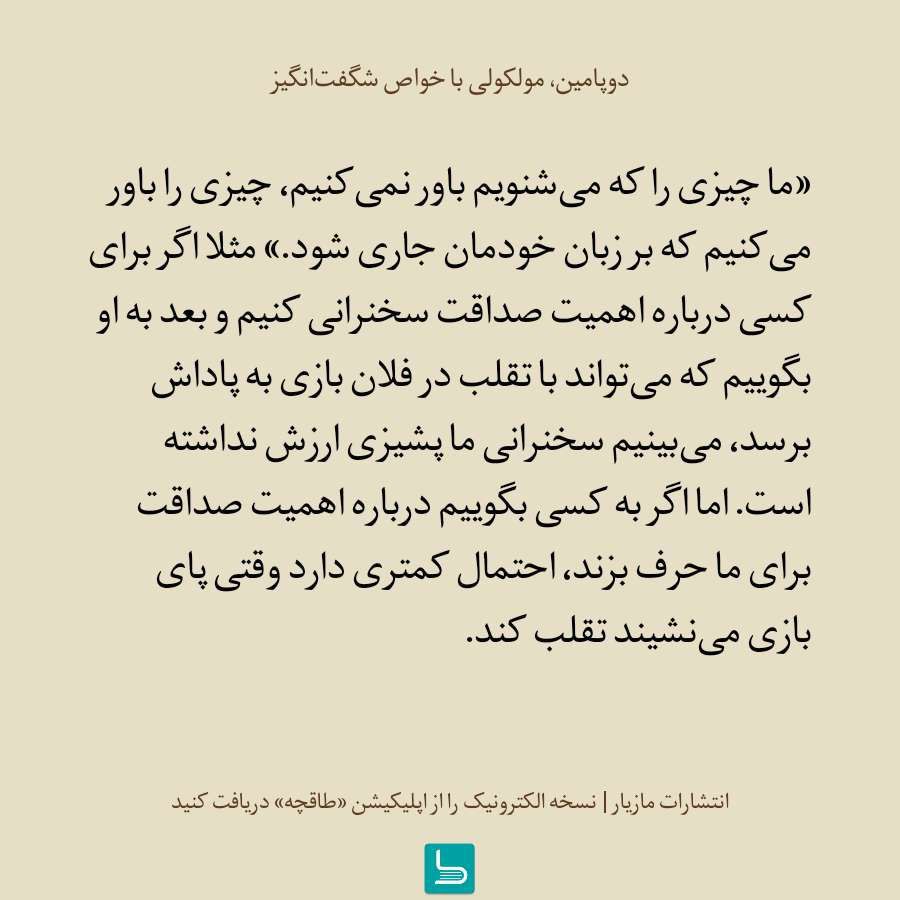 دوپامین، مولکولی با خواص شگفت‌انگیز
«ما چیزی را که می‌شنویم باور نمی‌کنیم، چیزی را باور
می‌کنیم که بر زبان خودمان جاری شود.» مثلا اگر برای
کسی درباره اهمیت صداقت سخنرانی کنیم و بعد به او
بگوییم که می‌تواند با تقلب در فلان بازی به پاداش
برسد، می‌بینیم سخنرانی ما پشیزی ارزش نداشته
است. اما اگر به کسی بگوییم درباره اهمیت صداقت
برای ما حرف بزند، احتمال کمتری دارد وقتی پای
بازی می‌نشیند تقلب کند.
انتشارات مازیار | نسخه الکترونیک را از اپلیکیشن «طاقچه» دریافت کنید